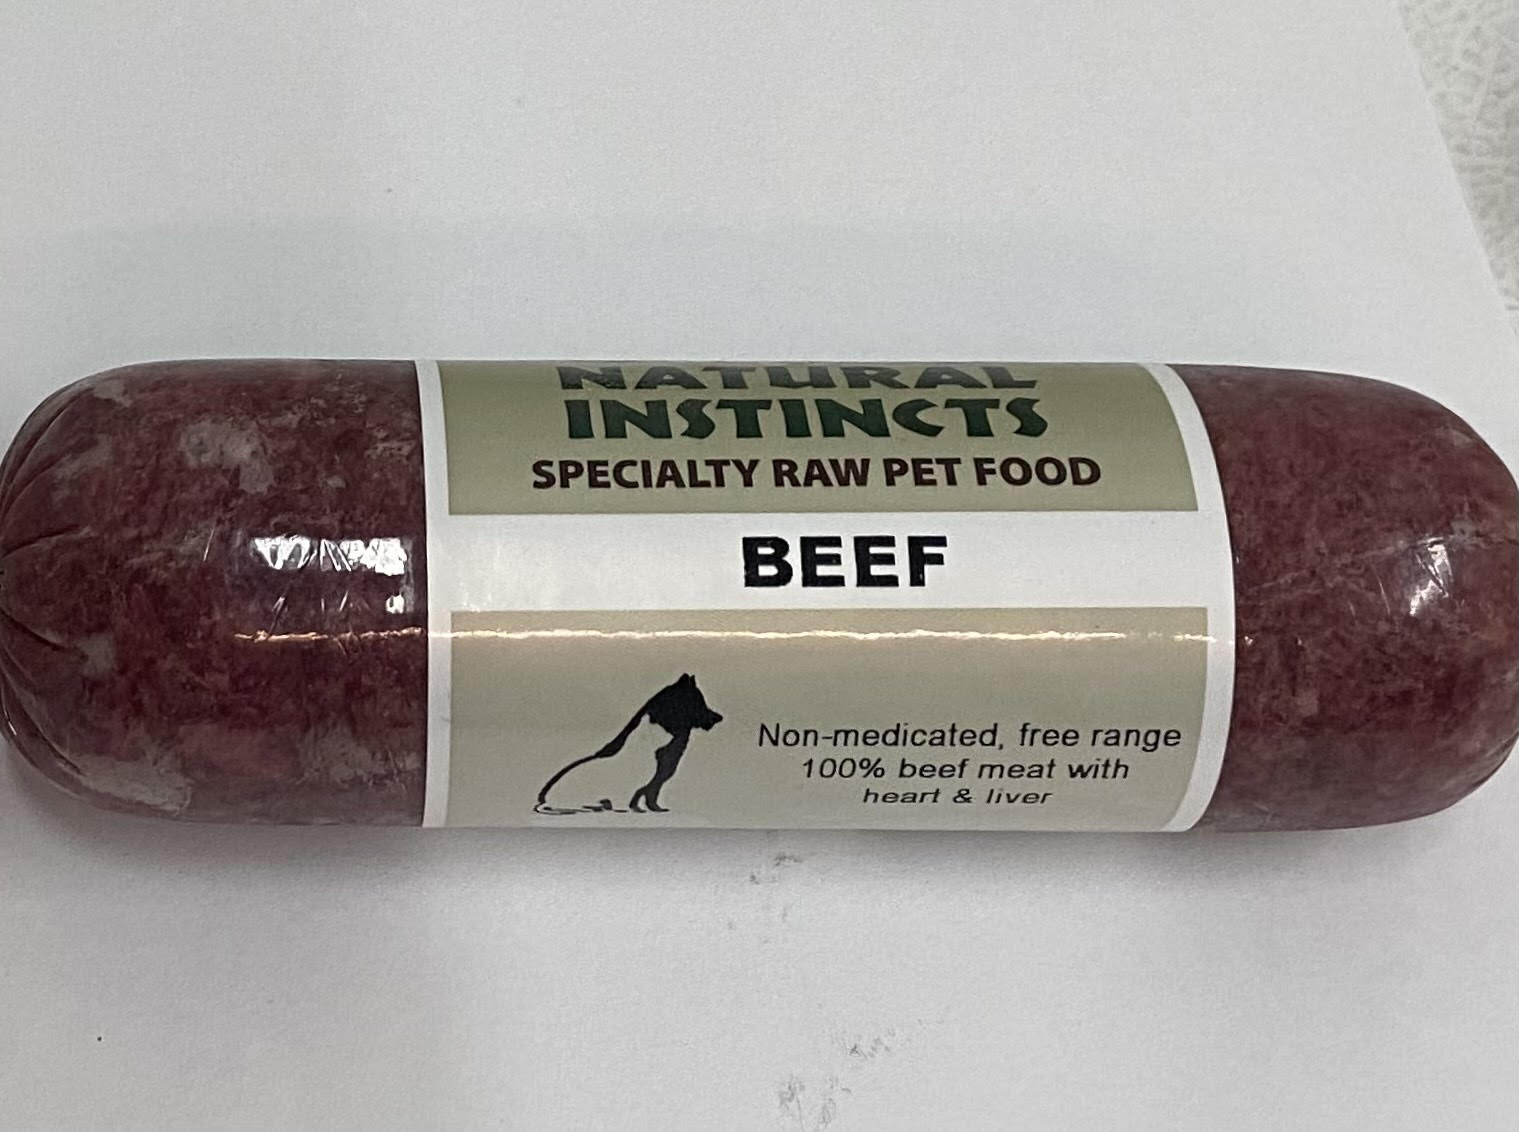 NATURAL
INSTINCTS
SPECIALTY RAW PET FOOD
BEEF
Non-medicated, free range
100% beef meat with
heart & liver